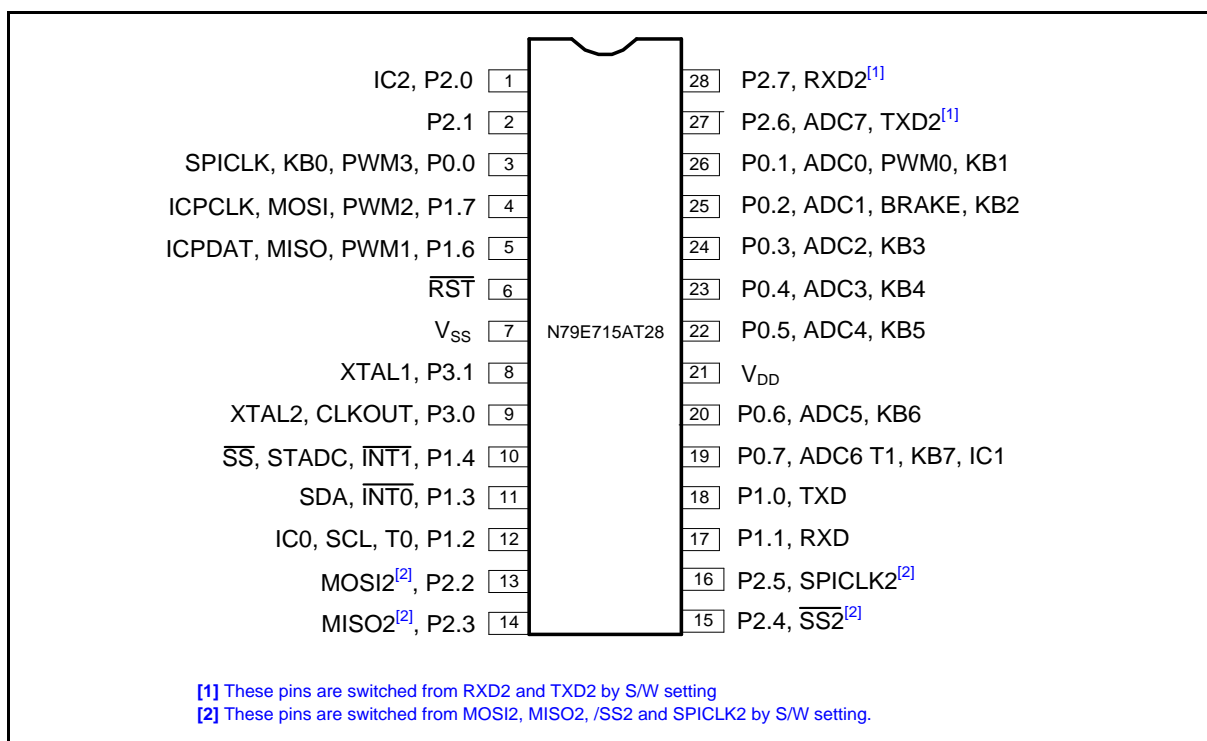 IC2, P2.0 1 28 P2.7, RXD2[1]
P2.1 2 27 P2.6, ADC7, TXD2[1]
SPICLK, KB0, PWM3, P0.0 3 26 P0.1, ADC0, PWM0, KB1
ICPCLK, MOSI, PWM2, P1.7 4 25 P0.2, ADC1, BRAKE, KB2
ICPDAT, MISO, PWM1, P1.6 5 24 P0.3, ADC2, KB3
R̅S̅T̅ 6 23 P0.4, ADC3, KB4
VSS 7 N79E715AT28 22 P0.5, ADC4, KB5
XTAL1, P3.1 8 21 VDD
XTAL2, CLKOUT, P3.0 9 20 P0.6, ADC5, KB6
S̅S̅, STADC, I̅N̅T̅1̅, P1.4 10 19 P0.7, ADC6 T1, KB7, IC1
SDA, I̅N̅T̅0̅, P1.3 11 18 P1.0, TXD
IC0, SCL, T0, P1.2 12 17 P1.1, RXD
MOSI2[2], P2.2 13 16 P2.5, SPICLK2[2]
MISO2[2], P2.3 14 15 P2.4, S̅S̅2̅[2]
[1] These pins are switched from RXD2 and TXD2 by S/W setting
[2] These pins are switched from MOSI2, MISO2, /SS2 and SPICLK2 by S/W setting.